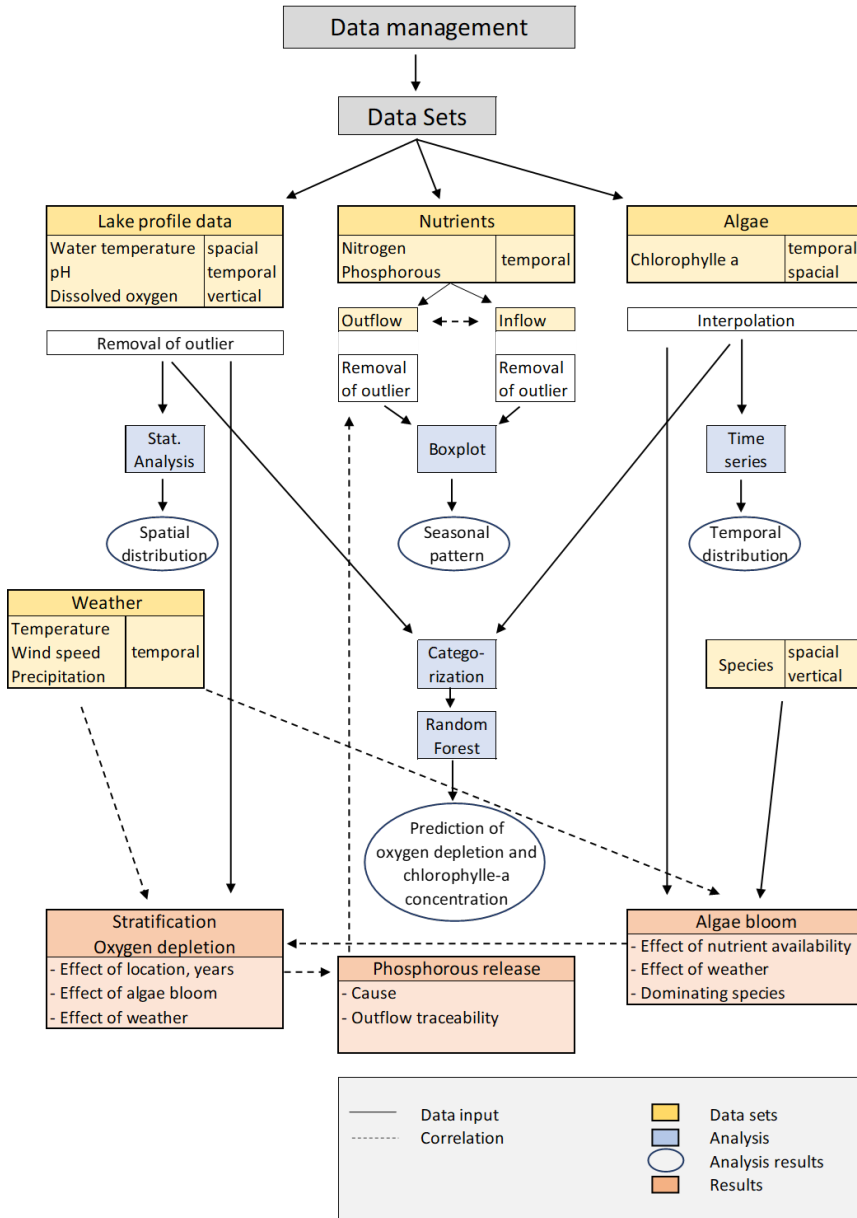 Data management
Data Sets
Lake profile data
Water temperature
pH
Dissolved oxygen
spacial
temporal
vertical
Nutrients
Nitrogen
Phosphorous
temporal
Algae
Chlorophylle a
temporal
spacial
Outflow
Inflow
Removal of outlier
Removal
of outlier
Removal
of outlier
Interpolation
Stat.
Analysis
Boxplot
Time
series
Spatial
distribution
Seasonal
pattern
Temporal
distribution
Weather
Temperature
Wind speed
Precipitation
temporal
Catego-
rization
Species
spacial
vertical
Random
Forest
Prediction of
oxygen depletion and
chlorophylle-a
concentration
Stratification
Oxygen depletion
- Effect of location, years
- Effect of algae bloom
- Effect of weather
Phosphorous release
- Cause
- Outflow traceability
Algae bloom
- Effect of nutrient availability
- Effect of weather
- Dominating species
Data input
Correlation
Data sets
Analysis
Analysis results
Results